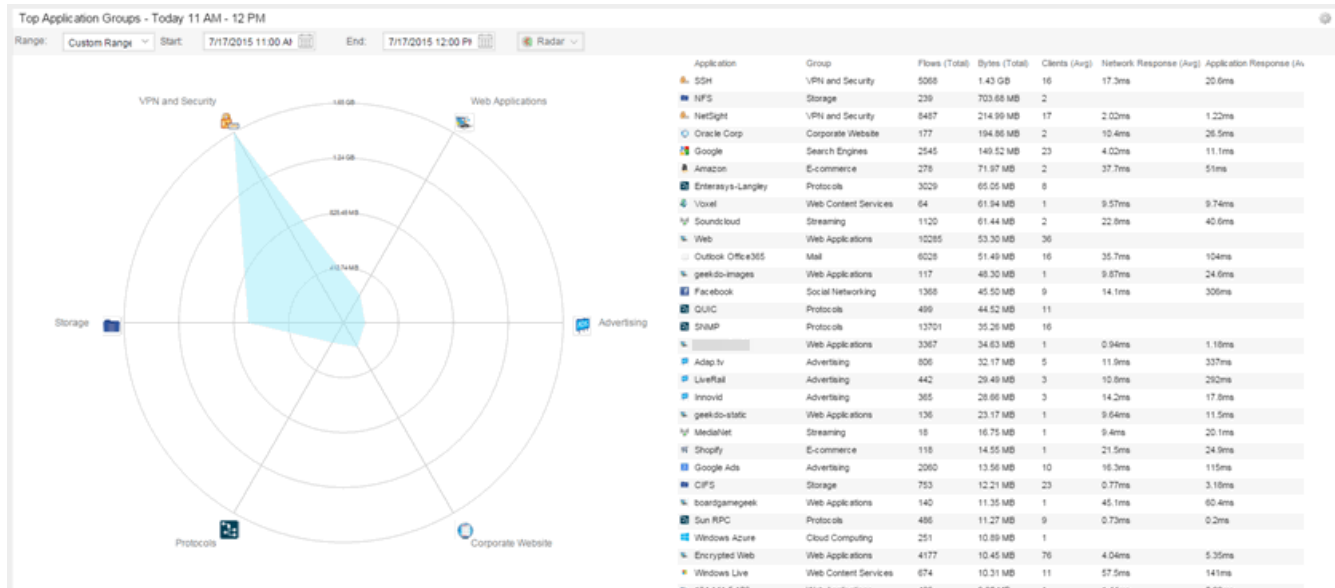 Top Application Groups - Today 11 AM - 12 PM
Range: Custom Range Start: 7/17/2015 11:00 AM End: 7/17/2015 12:00 PM Radar
VPN and Security
Web Applications
Storage
Advertising
Protocols
Corporate Website
1.24 GB
Application Group Flows (Total) Bytes (Total) Clients (Avg) Network Response (Avg) Application Response (Av
SSH VPN and Security 5068 1.43 GB 16 17.3ms 20.6ms
NFS Storage 239 703.68 MB 2
NetSight VPN and Security 8487 214.99 MB 17 2.02ms 1.22ms
Oracle Corp Corporate Website 177 194.86 MB 2 10.4ms 26.5ms
Google Search Engines 2545 149.52 MB 23 4.02ms 11.1ms
Amazon E-commerce 278 71.97 MB 2 37.7ms 51ms
Enterasys-Langley Protocols 3029 65.05 MB 8
Voxel Web Content Services 64 61.94 MB 1 9.57ms 9.74ms
Soundcloud Streaming 1120 61.44 MB 2 22.8ms 40.6ms
Web Web Applications 10285 53.30 MB 36
Outlook Office365 Mail 6028 51.49 MB 16 35.7ms 104ms
geekdo-images Web Applications 117 48.30 MB 1 9.87ms 24.6ms
Facebook Social Networking 1368 45.50 MB 9 14.1ms 306ms
QUIC Protocols 499 44.52 MB 11
SNMP Protocols 13701 35.26 MB 16
Web Applications 3367 34.63 MB 1 0.94ms 1.18ms
Adap.tv Advertising 806 32.17 MB 5 11.9ms 337ms
LiveRail Advertising 442 29.49 MB 3 10.8ms 292ms
Innovid Advertising 365 28.66 MB 3 14.2ms 17.8ms
geekdo-static Web Applications 136 23.17 MB 1 9.64ms 11.5ms
MediaNet Streaming 18 16.75 MB 1 9.4ms 20.1ms
Shopify E-commerce 118 14.55 MB 1 21.5ms 24.9ms
Google Ads Advertising 2060 13.56 MB 10 16.3ms 115ms
CIFS Storage 753 12.21 MB 23 0.77ms 3.18ms
boardgamegeek Web Applications 140 11.35 MB 1 45.1ms 60.4ms
Sun RPC Protocols 486 11.27 MB 9 0.73ms 0.2ms
Windows Azure Cloud Computing 251 10.89 MB 1
Encrypted Web Web Applications 4177 10.45 MB 76 4.04ms 5.35ms
Windows Live Web Content Services 674 10.31 MB 11 57.5ms 141ms